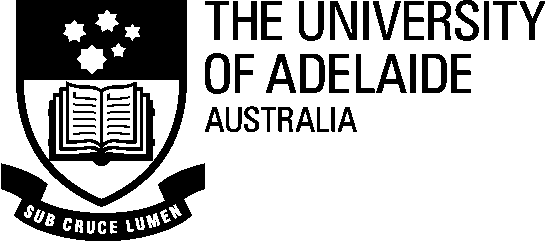 THE UNIVERSITY
OF ADELAIDE
AUSTRALIA
SUB CRUCE LUMEN